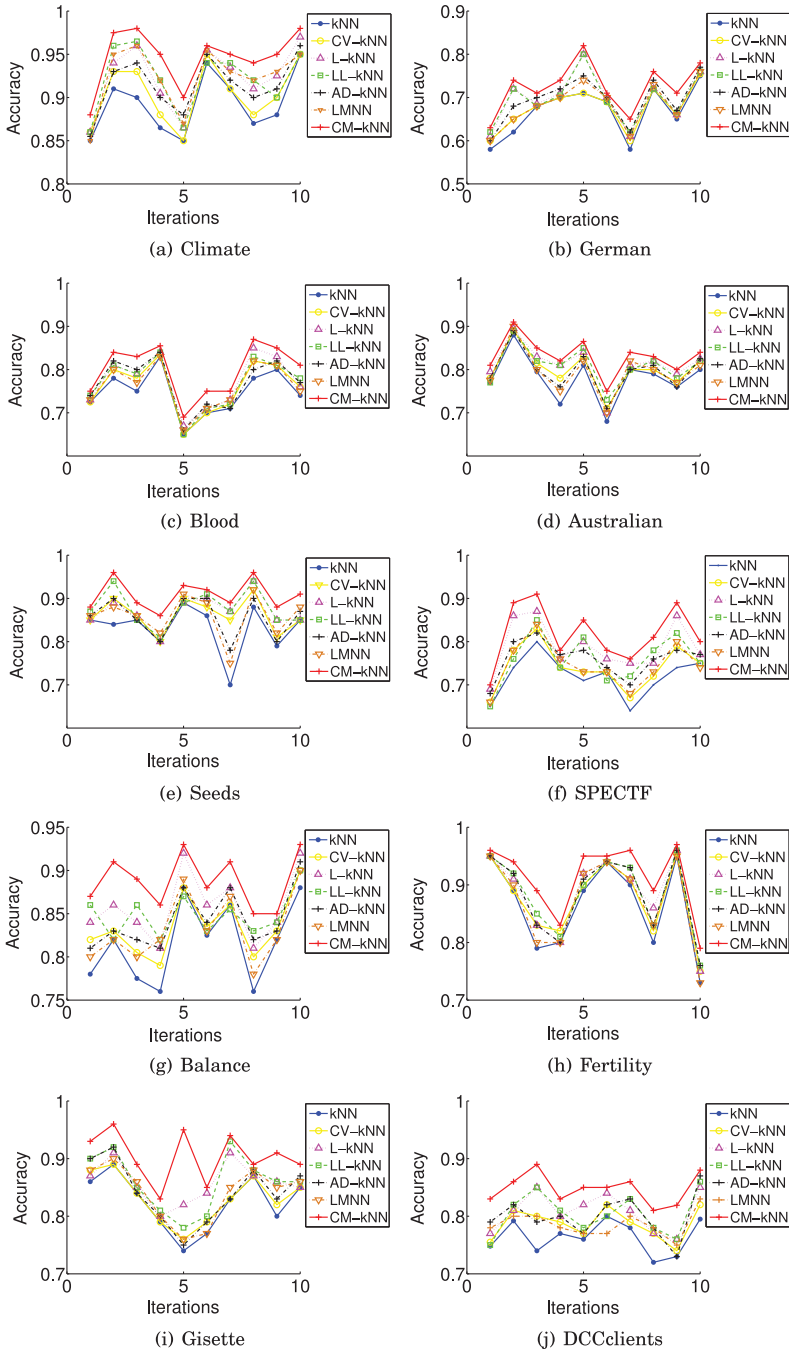 1
0.95
0.9
0.85
0.8
0 5 10
Accuracy
Iterations
kNN
CV−kNN
L−kNN
LL−kNN
AD−kNN
LMNN
CM−kNN
(a) Climate
1
0.9
0.8
0.7
0.6
0.5
0 5 10
Accuracy
Iterations
kNN
CV−kNN
L−kNN
LL−kNN
AD−kNN
LMNN
CM−kNN
(b) German
1
0.9
0.8
0.7
0 5 10
Accuracy
Iterations
kNN
CV−kNN
L−kNN
LL−kNN
AD−kNN
LMNN
CM−kNN
(c) Blood
1
0.9
0.8
0.7
0 5 10
Accuracy
Iterations
kNN
CV−kNN
L−kNN
LL−kNN
AD−kNN
LMNN
CM−kNN
(d) Australian
1
0.9
0.8
0.7
0 5 10
Accuracy
Iterations
kNN
CV−kNN
L−kNN
LL−kNN
AD−kNN
LMNN
CM−kNN
(e) Seeds
1
0.9
0.8
0.7
0 5 10
Accuracy
Iterations
kNN
CV−kNN
L−kNN
LL−kNN
AD−kNN
LMNN
CM−kNN
(f) SPECTF
0.95
0.9
0.85
0.8
0.75
0 5 10
Accuracy
Iterations
kNN
CV−kNN
L−kNN
LL−kNN
AD−kNN
LMNN
CM−kNN
(g) Balance
1
0.9
0.8
0.7
0 5 10
Accuracy
Iterations
kNN
CV−kNN
L−kNN
LL−kNN
AD−kNN
LMNN
CM−kNN
(h) Fertility
1
0.9
0.8
0.7
0 5 10
Accuracy
Iterations
kNN
CV−kNN
L−kNN
LL−kNN
AD−kNN
LMNN
CM−kNN
(i) Gisette
1
0.9
0.8
0.7
0 5 10
Accuracy
Iterations
kNN
CV−kNN
L−kNN
LL−kNN
AD−kNN
LMNN
CM−kNN
(j) DCCclients